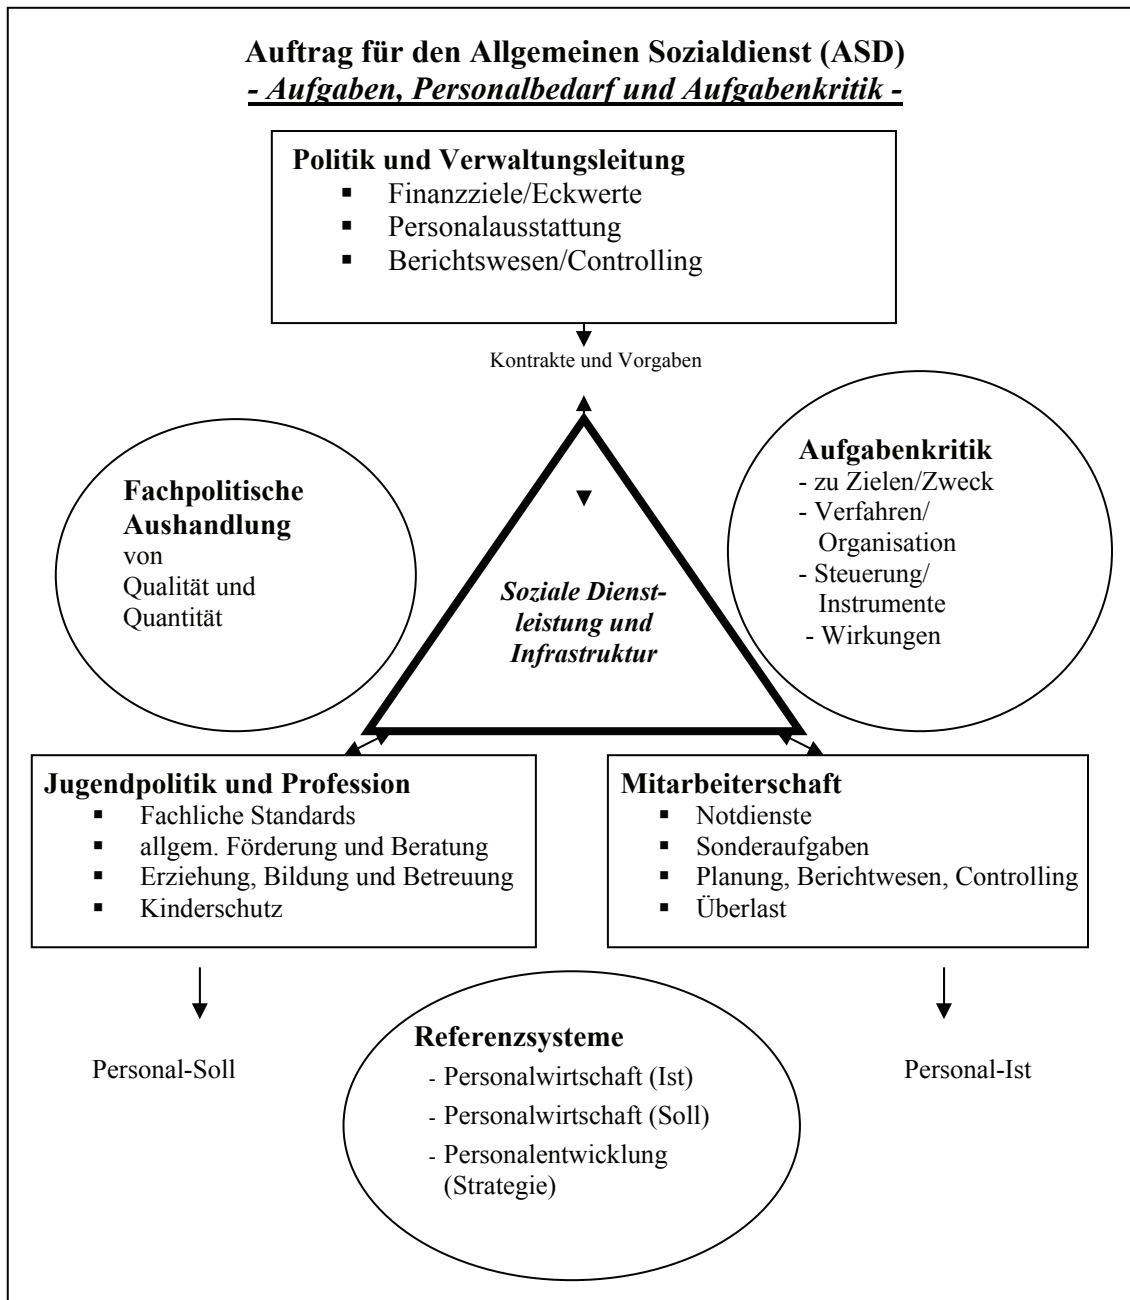 Auftrag für den Allgemeinen Sozialdienst (ASD)
- Aufgaben, Personalbedarf und Aufgabenkritik -
Politik und Verwaltungsleitung
▪ Finanzziele/Eckwerte
▪ Personalausstattung
▪ Berichtswesen/Controlling
Kontrakte und Vorgaben
Fachpolitische
Aushandlung
von
Qualität und
Quantität
Soziale Dienst-
leistung und
Infrastruktur
Aufgabenkritik
- zu Zielen/Zweck
- Verfahren/
Organisation
- Steuerung/
Instrumente
- Wirkungen
Jugendpolitik und Profession
▪ Fachliche Standards
▪ allgem. Förderung und Beratung
▪ Erziehung, Bildung und Betreuung
▪ Kinderschutz
Mitarbeiterschaft
▪ Notdienste
▪ Sonderaufgaben
▪ Planung, Berichtwesen, Controlling
▪ Überlast
Personal-Soll
Referenzsysteme
- Personalwirtschaft (Ist)
- Personalwirtschaft (Soll)
- Personalentwicklung
(Strategie)
Personal-Ist